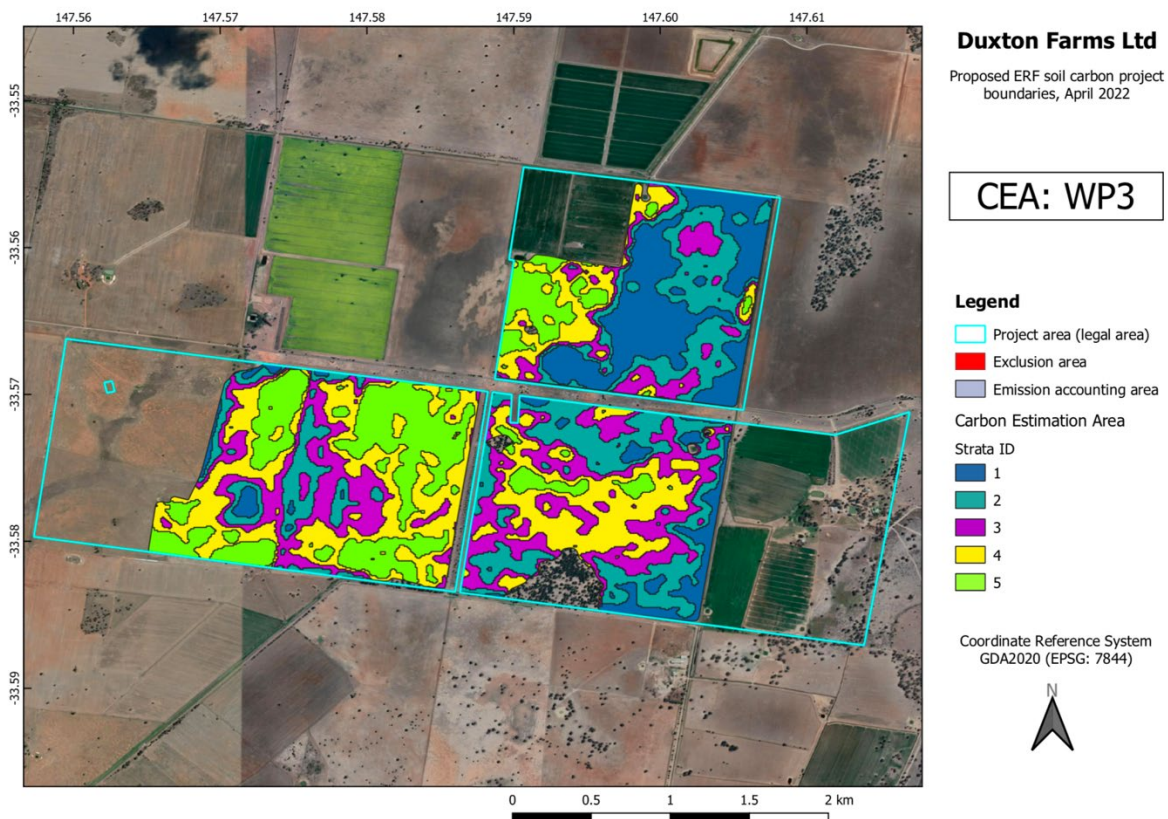 147.56 147.57 147.58 147.59 147.60 147.61
-33.55
-33.56
-33.57
-33.58
-33.59
Duxton Farms Ltd
Proposed ERF soil carbon project
boundaries, April 2022
CEA: WP3
Legend
Project area (legal area)
Exclusion area
Emission accounting area
Carbon Estimation Area
Strata ID
1
2
3
4
5
Coordinate Reference System
GDA2020 (EPSG: 7844)
N
0 0.5 1 1.5 2 km